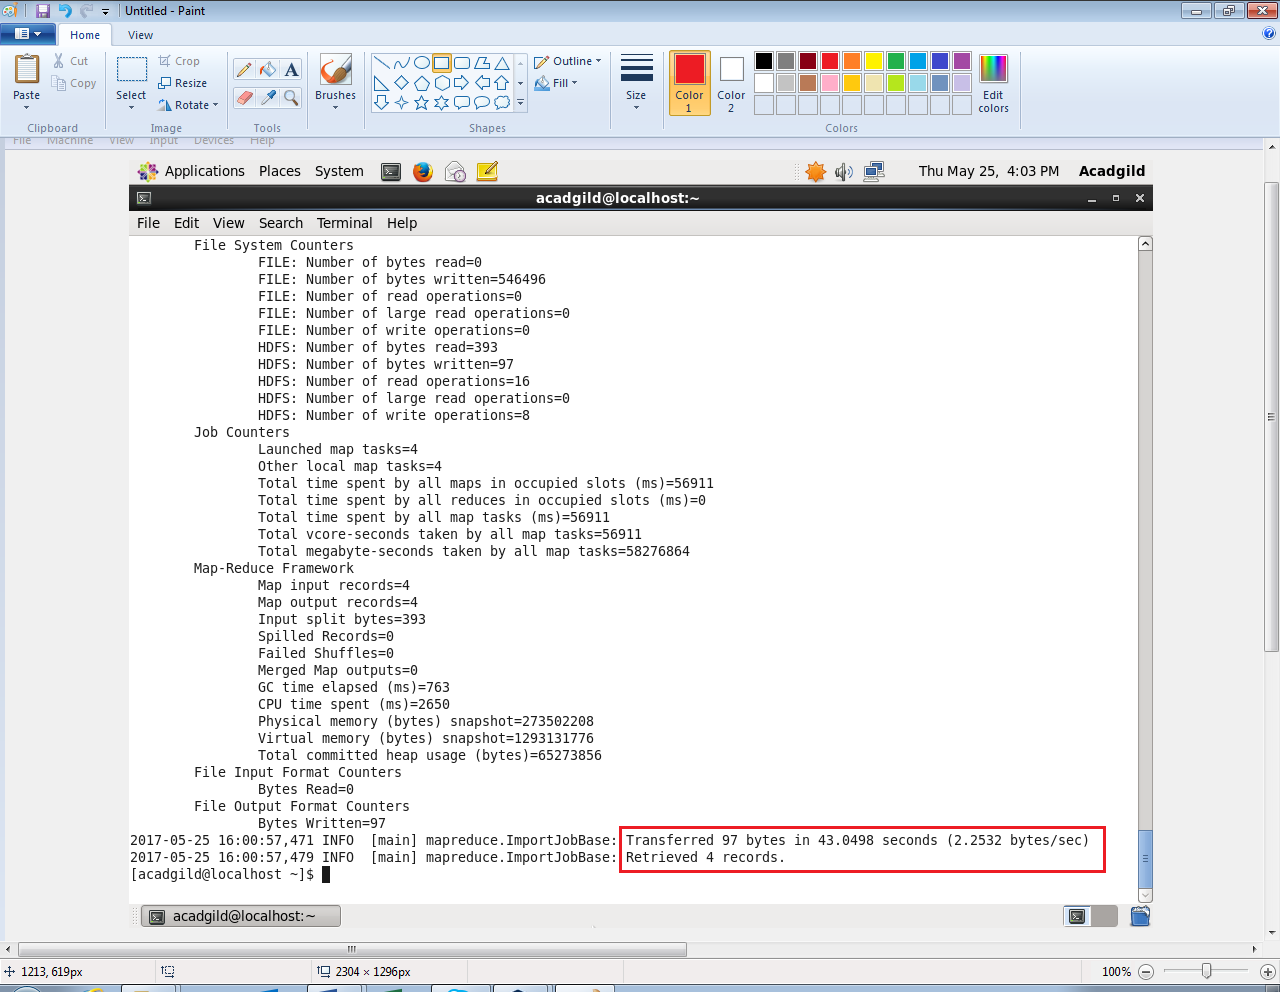 Untitled - Paint
Home View
Paste Cut Copy
Clipboard
Select Crop Resize Rotate
Image
A
Tools
Brushes
Outline Fill
Shapes
Size
Color 1 Color 2
Edit colors
Colors
File Machine View Input Devices Help
Applications Places System Thu May 25, 4:03 PM Acadgild
acadgild@localhost:~
File Edit View Search Terminal Help
File System Counters
FILE: Number of bytes read=0
FILE: Number of bytes written=546496
FILE: Number of read operations=0
FILE: Number of large read operations=0
FILE: Number of write operations=0
HDFS: Number of bytes read=393
HDFS: Number of bytes written=97
HDFS: Number of read operations=16
HDFS: Number of large read operations=0
HDFS: Number of write operations=8
Job Counters
Launched map tasks=4
Other local map tasks=4
Total time spent by all maps in occupied slots (ms)=56911
Total time spent by all reduces in occupied slots (ms)=0
Total time spent by all map tasks (ms)=56911
Total vcore-seconds taken by all map tasks=56911
Total megabyte-seconds taken by all map tasks=58276864
Map-Reduce Framework
Map input records=4
Map output records=4
Input split bytes=393
Spilled Records=0
Failed Shuffles=0
Merged Map outputs=0
GC time elapsed (ms)=763
CPU time spent (ms)=2650
Physical memory (bytes) snapshot=273502208
Virtual memory (bytes) snapshot=1293131776
Total committed heap usage (bytes)=65273856
File Input Format Counters
Bytes Read=0
File Output Format Counters
Bytes Written=97
2017-05-25 16:00:57,471 INFO  [main] mapreduce.ImportJobBase: Transferred 97 bytes in 43.0498 seconds (2.2532 bytes/sec)
2017-05-25 16:00:57,479 INFO  [main] mapreduce.ImportJobBase: Retrieved 4 records.
[acadgild@localhost ~]$
acadgild@localhost:~
1213, 619px 2304 × 1296px 100%